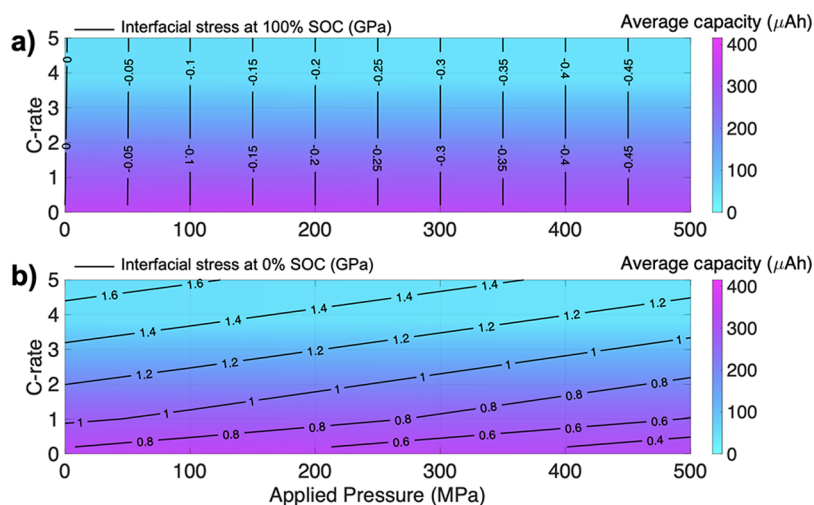 Interfacial stress at 100% SOC (GPa)
Average capacity (μAh)
a)
C-rate
5
4
3
2
1
0
0 -0.05 -0.1 -0.15 -0.2 -0.25 -0.3 -0.35 -0.4 -0.45
0 -0.05 -0.1 -0.15 -0.2 -0.25 -0.3 -0.35 -0.4 -0.45
0 100 200 300 400 500
400
300
200
100
0
Interfacial stress at 0% SOC (GPa)
Average capacity (μAh)
b)
C-rate
5
4
3
2
1
0
1.6 1.6
1.4 1.4 1.4 1.4
1.2 1.2 1.2 1.2 1.2
1 1 1 1 1 1
0.8 0.8 0.8 0.8 0.8 0.8
0.6 0.6 0.6 0.6
0.4
0 100 200 300 400 500
Applied Pressure (MPa)
400
300
200
100
0